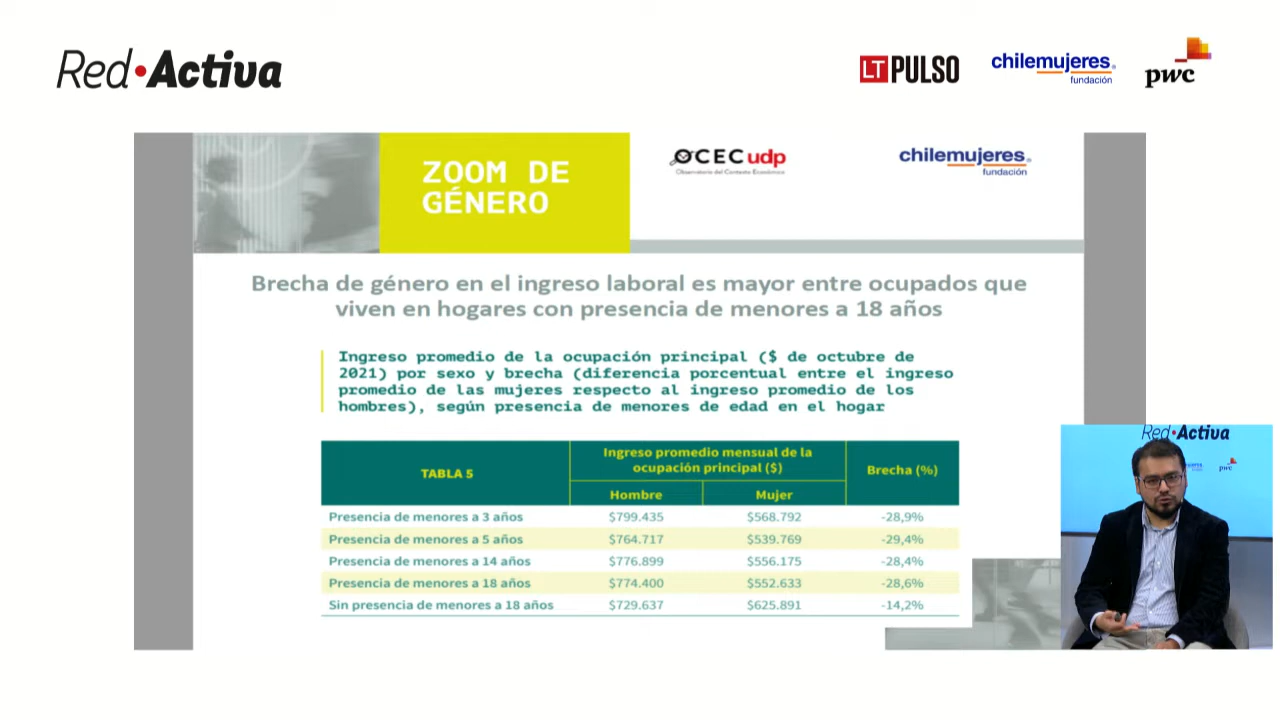 Red•Activa
LT PULSO
chilemujeres
fundación
pwc
ZOOM DE
GÉNERO
OCEC udp
Observatorio del Contexto Económico
chilemujeres
fundación
Brecha de género en el ingreso laboral es mayor entre ocupados que
viven en hogares con presencia de menores a 18 años
Ingreso promedio de la ocupación principal ($ de octubre de
2021) por sexo y brecha (diferencia porcentual entre el ingreso
promedio de las mujeres respecto al ingreso promedio de los
hombres), según presencia de menores de edad en el hogar
TABLA 5 Ingreso promedio mensual de la ocupación principal ($) Brecha (%)
Hombre Mujer
Presencia de menores a 3 años $799.435 $568.792 -28,9%
Presencia de menores a 5 años $764.717 $539.769 -29,4%
Presencia de menores a 14 años $776.899 $556.175 -28,4%
Presencia de menores a 18 años $774.400 $552.633 -28,6%
Sin presencia de menores a 18 años $729.637 $625.891 -14,2%
Red•Activa
pwc